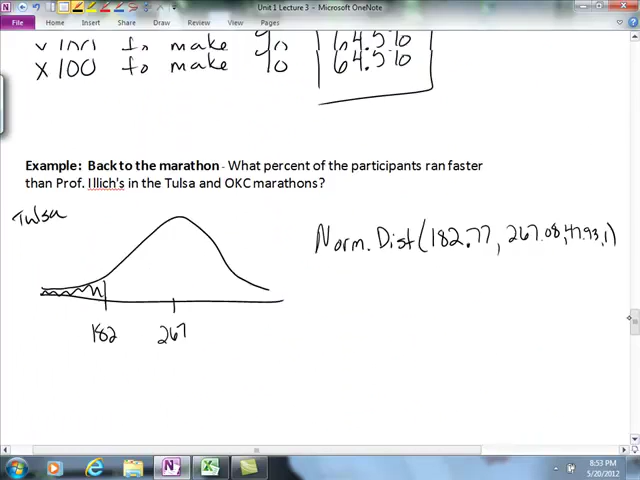 Unit 1 Lecture 3 - Microsoft OneNote
File Home Insert Share Draw Review View
to make % 64.5%
x 100 to make % 64.5%
Example: Back to the marathon - What percent of the participants ran faster
than Prof. Illich's in the Tulsa and OKC marathons?
Tulsa
Norm.Dist(182.77, 267.08,47.93,1)
182 267
8:53 PM
5/20/2012